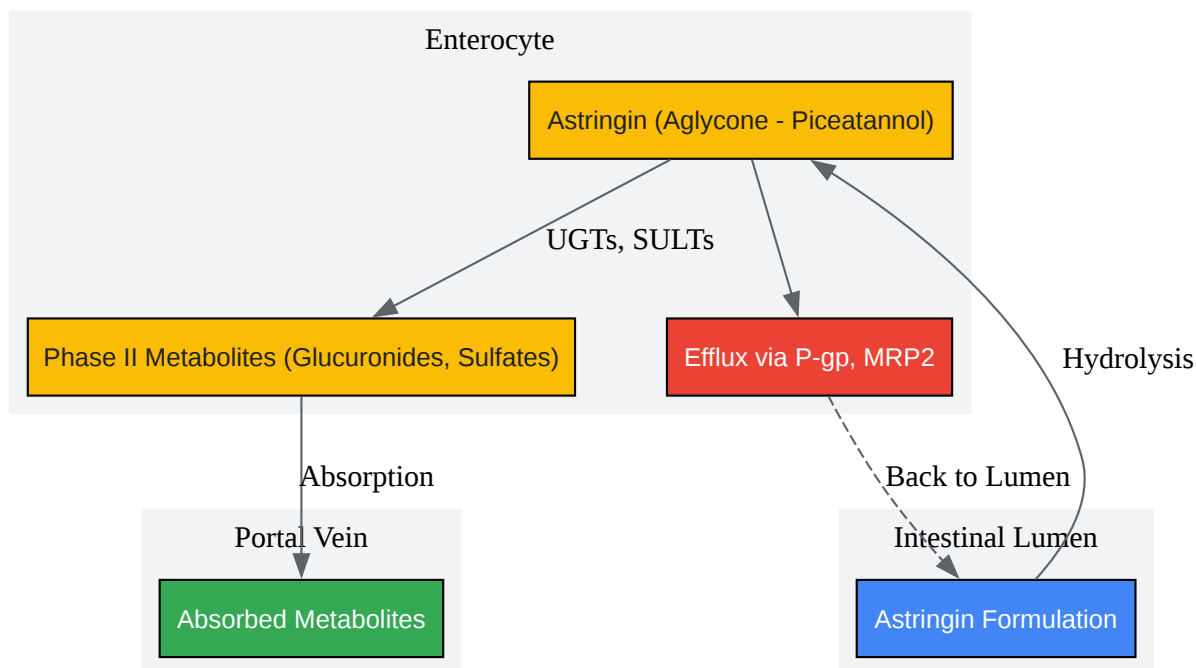 Enterocyte
Astringin (Aglycone - Piceatannol)
UGTs, SULTs
Phase II Metabolites (Glucuronides, Sulfates)
Efflux via P-gp, MRP2
Hydrolysis
Absorption
Back to Lumen
Portal Vein
Intestinal Lumen
Absorbed Metabolites
Astringin Formulation